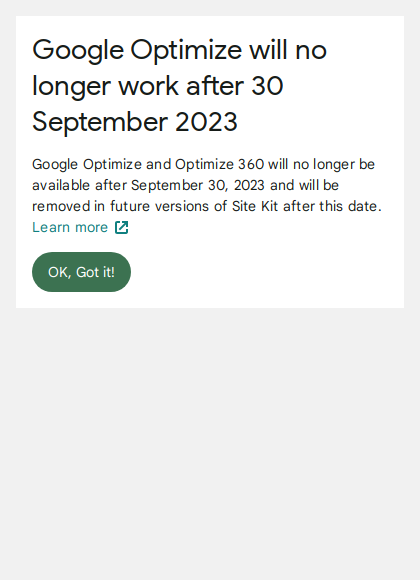 Google Optimize will no
longer work after 30
September 2023
Google Optimize and Optimize 360 will no longer be
available after September 30, 2023 and will be
removed in future versions of Site Kit after this date.
Learn more
OK, Got it!